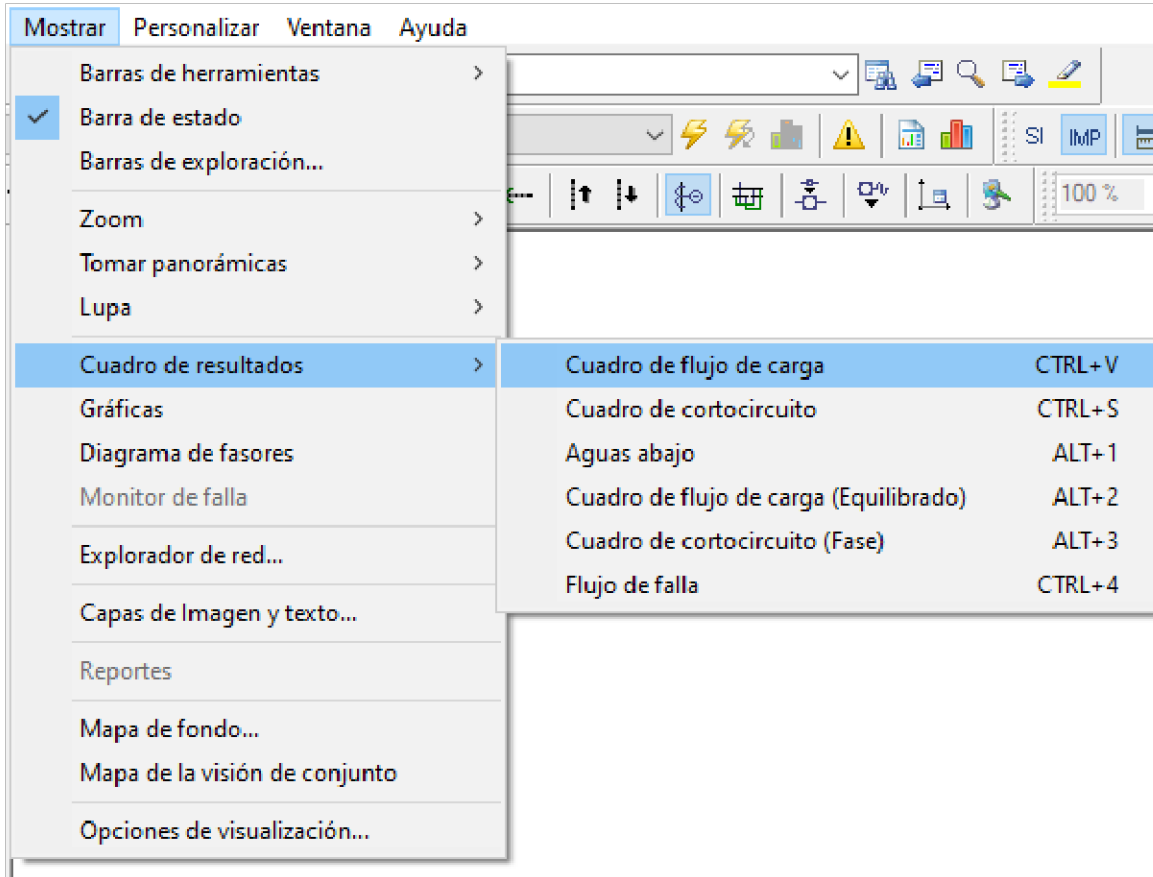 Mostrar Personalizar Ventana Ayuda
Barras de herramientas
Barra de estado
Barras de exploración...
SI IMP
Zoom
100 %
Tomar panorámicas
Lupa
Cuadro de resultados
Cuadro de flujo de carga CTRL+V
Gráficas
Cuadro de cortocircuito CTRL+S
Diagrama de fasores
Aguas abajo ALT+1
Monitor de falla
Cuadro de flujo de carga (Equilibrado) ALT+2
Explorador de red...
Cuadro de cortocircuito (Fase) ALT+3
Flujo de falla CTRL+4
Capas de Imagen y texto...
Reportes
Mapa de fondo...
Mapa de la visión de conjunto
Opciones de visualización...